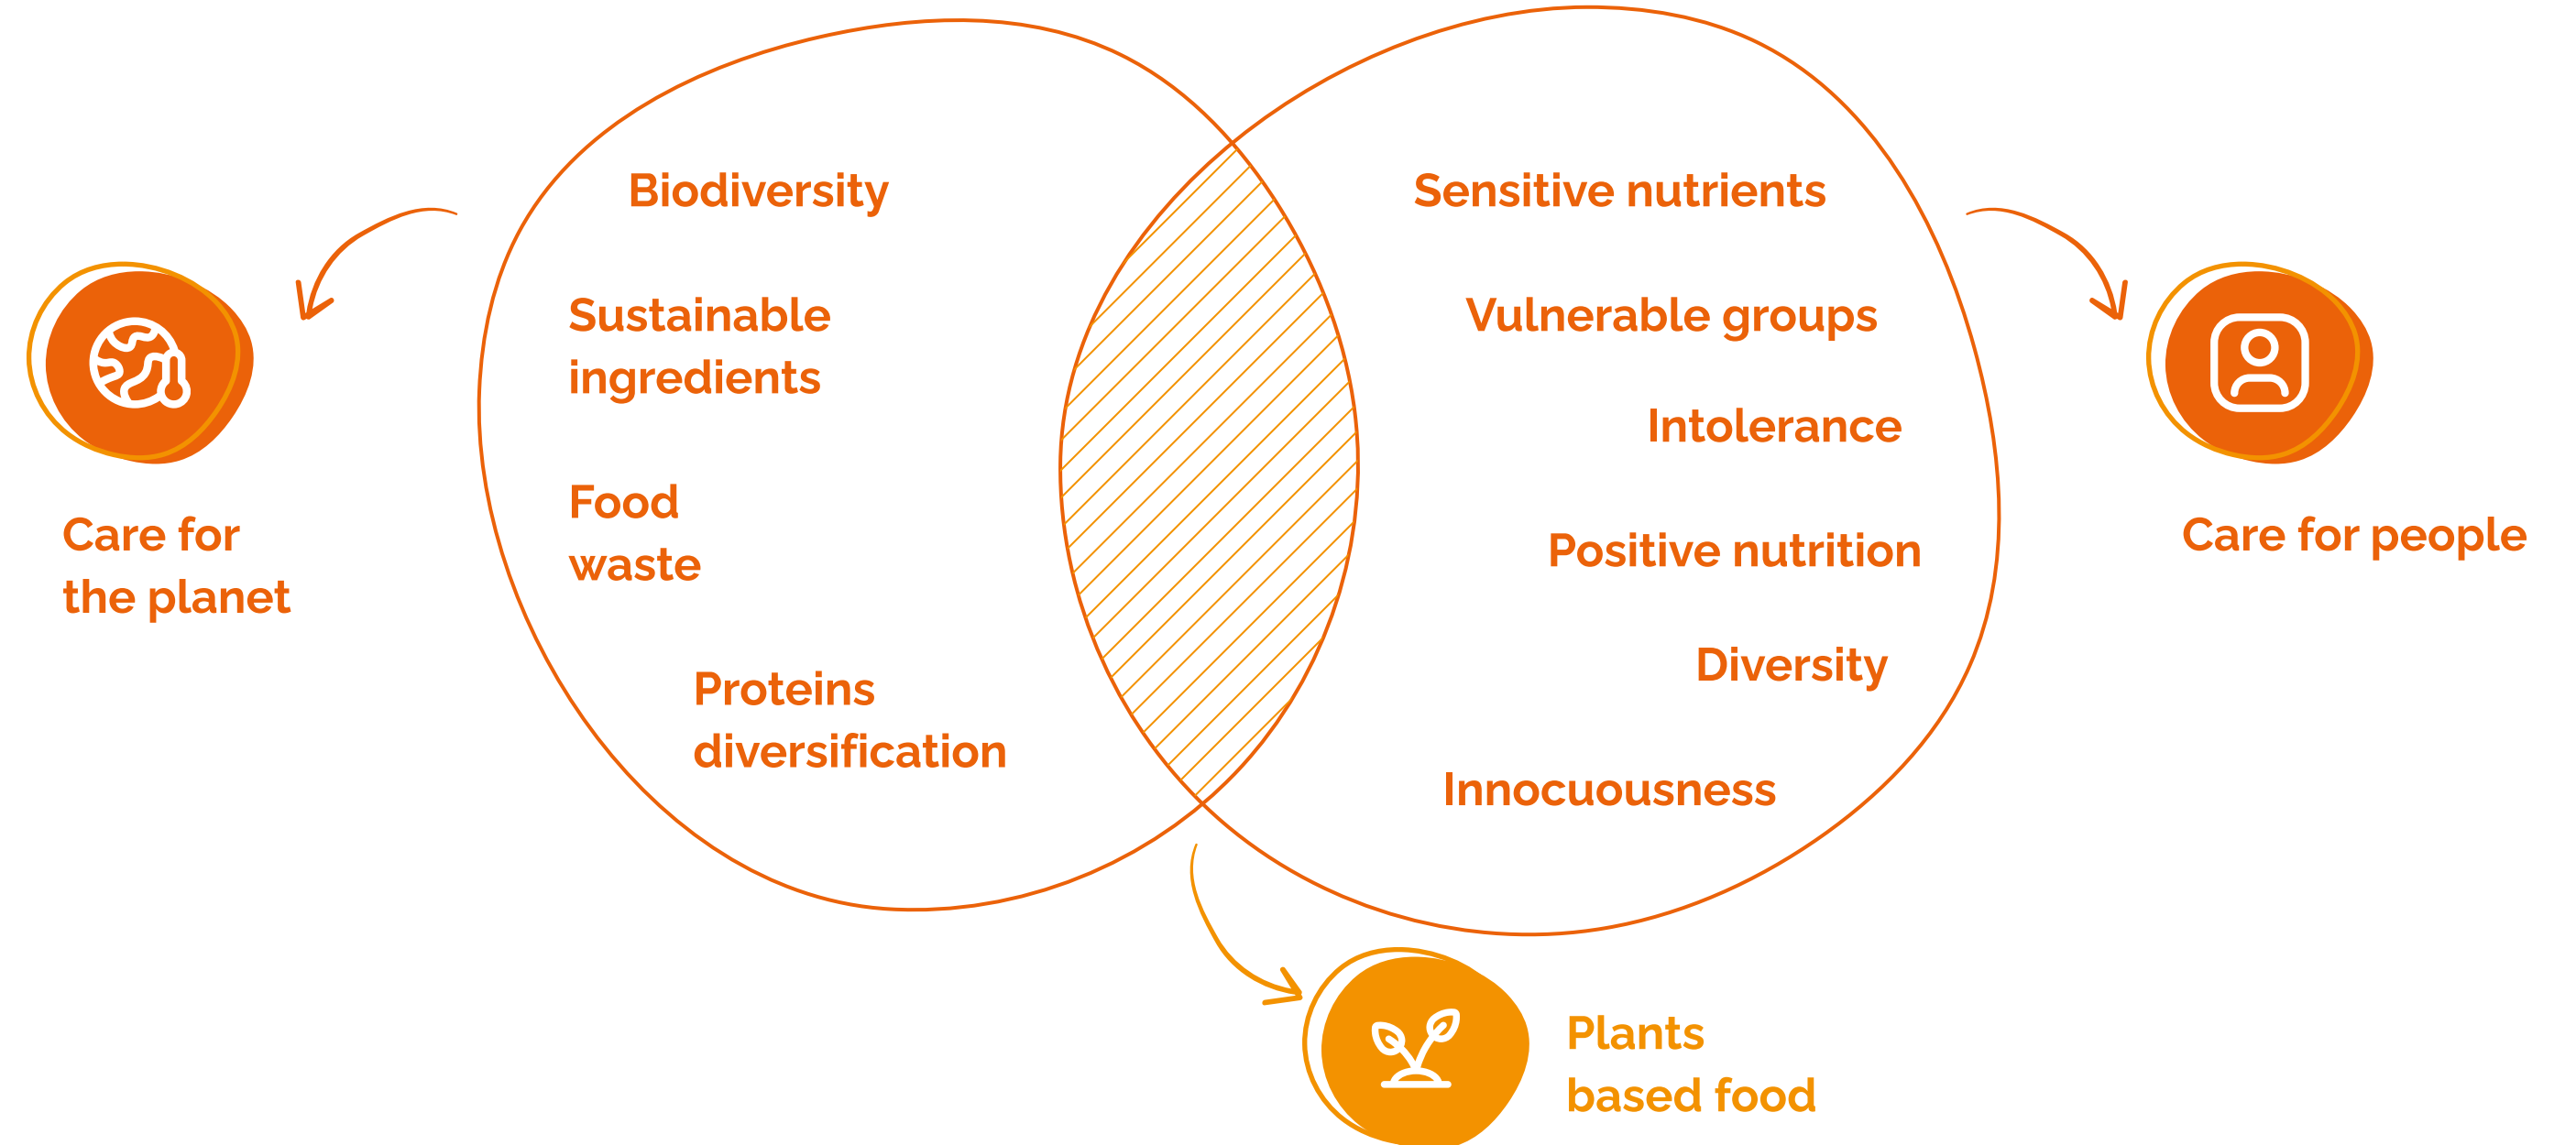 Biodiversity
Sustainable
ingredients
Food
waste
Proteins
diversification
Sensitive nutrients
Vulnerable groups
Intolerance
Positive nutrition
Diversity
Innocuousness
Care for
the planet
Care for people
Plants
based food